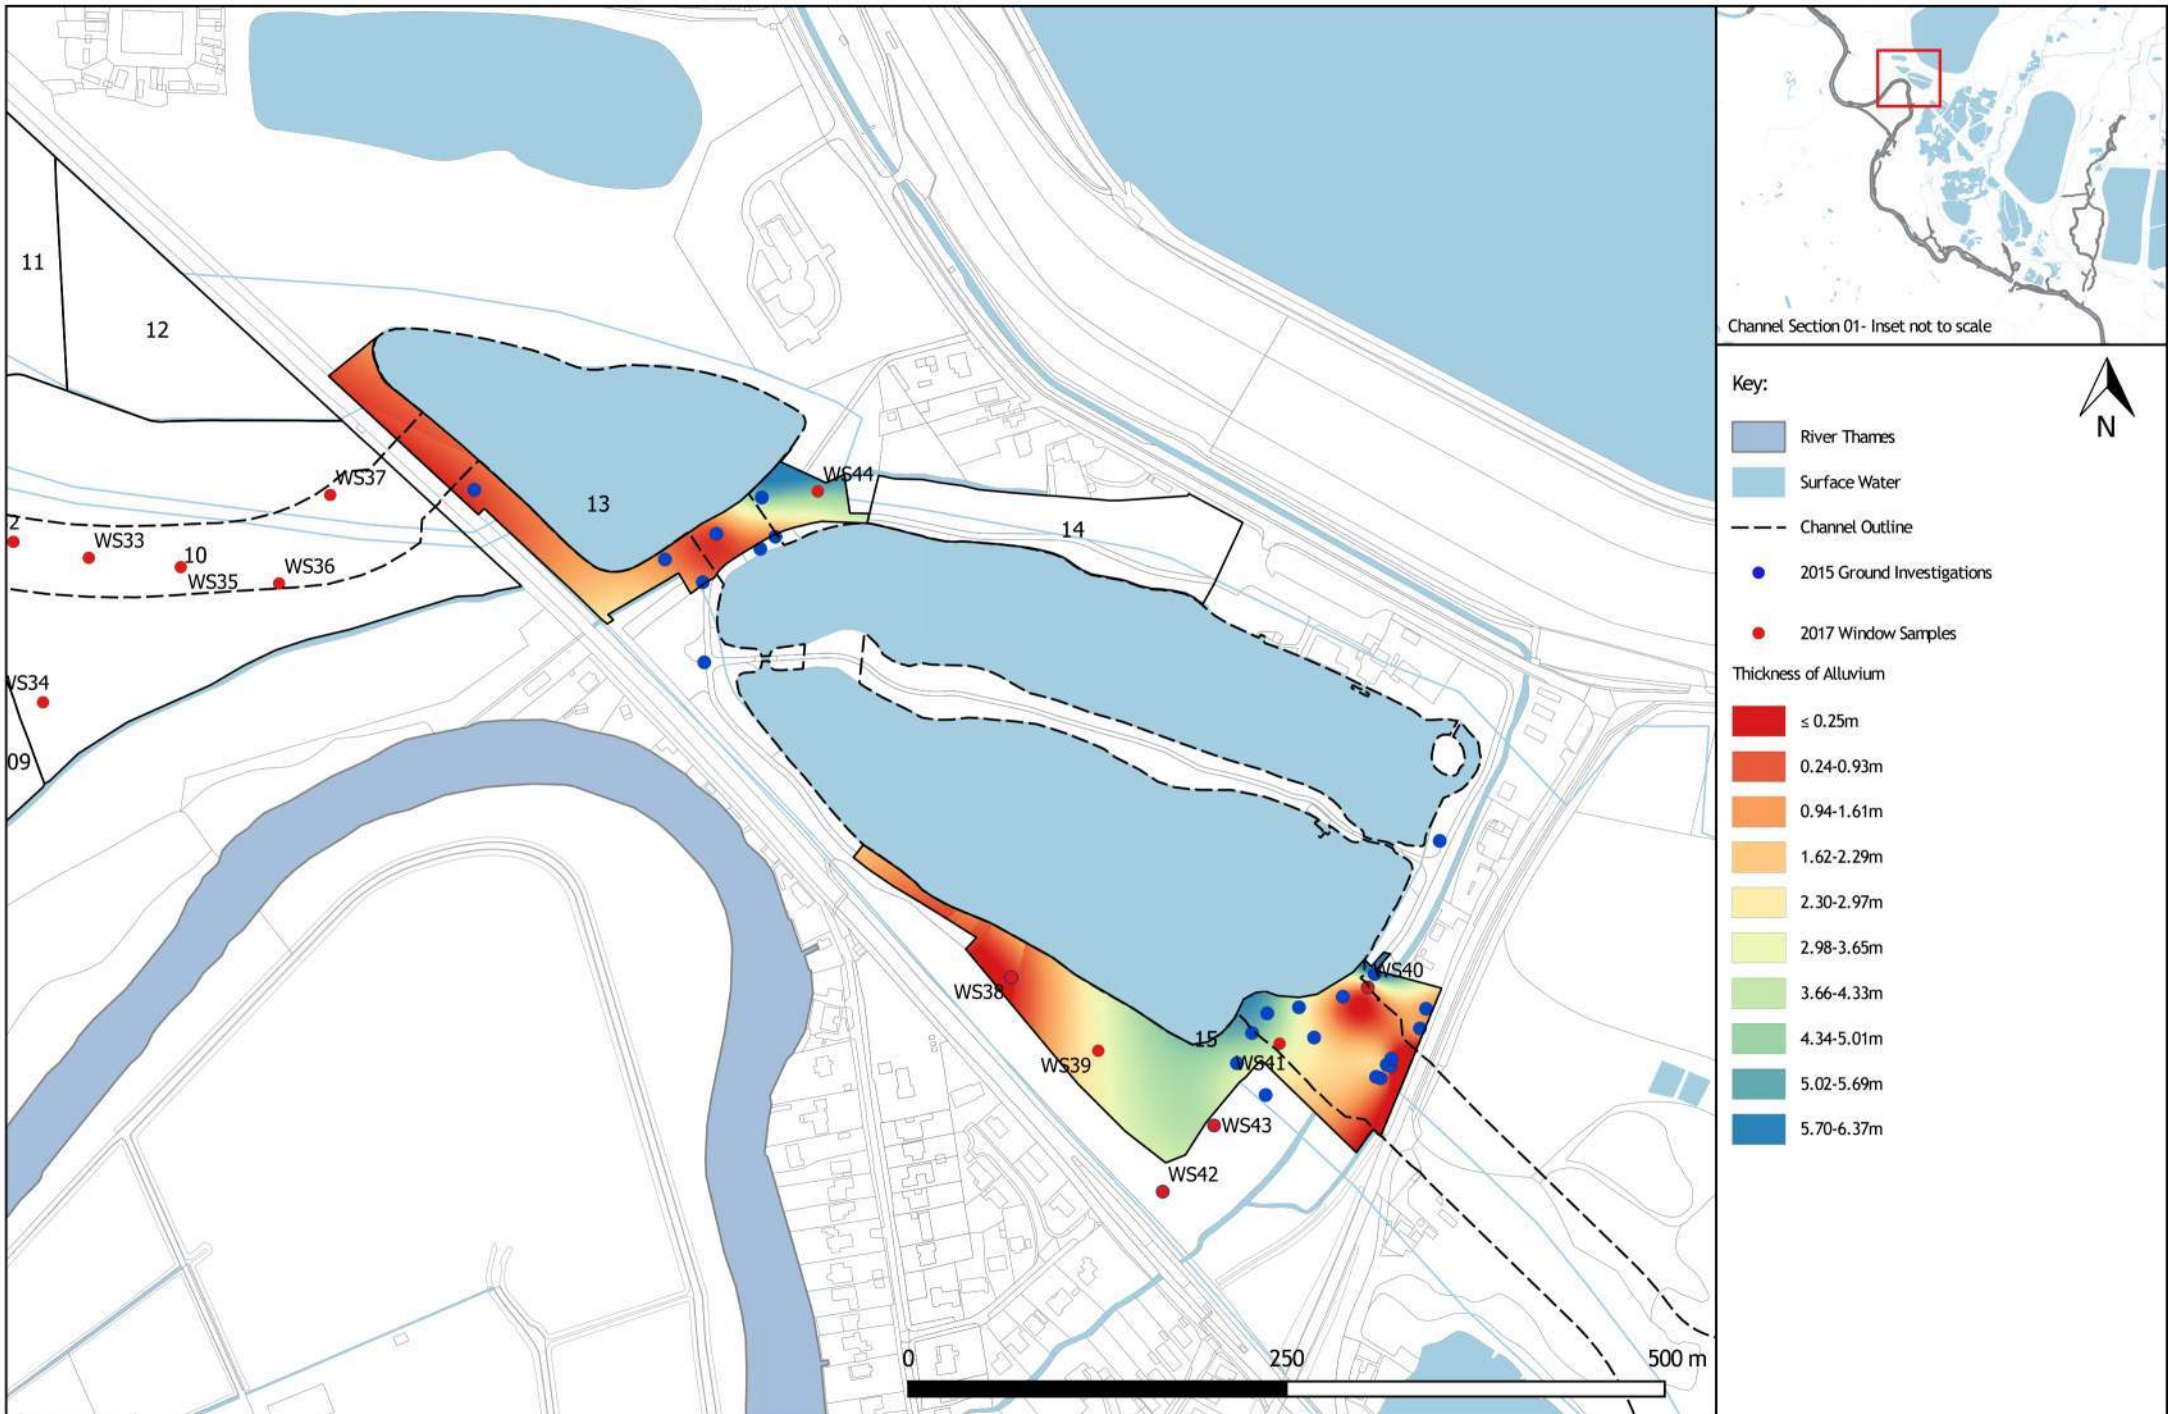 11
12
WS37
13
WS44
14
2
WS33
10
WS35
WS36
WS34
09
WS38
WS39
15
WS41
WS40
WS43
WS42
0
250
500 m
Channel Section 01- Inset not to scale
Key:
N
River Thames
Surface Water
Channel Outline
2015 Ground Investigations
2017 Window Samples
Thickness of Alluvium
≤ 0.25m
0.24-0.93m
0.94-1.61m
1.62-2.29m
2.30-2.97m
2.98-3.65m
3.66-4.33m
4.34-5.01m
5.02-5.69m
5.70-6.37m